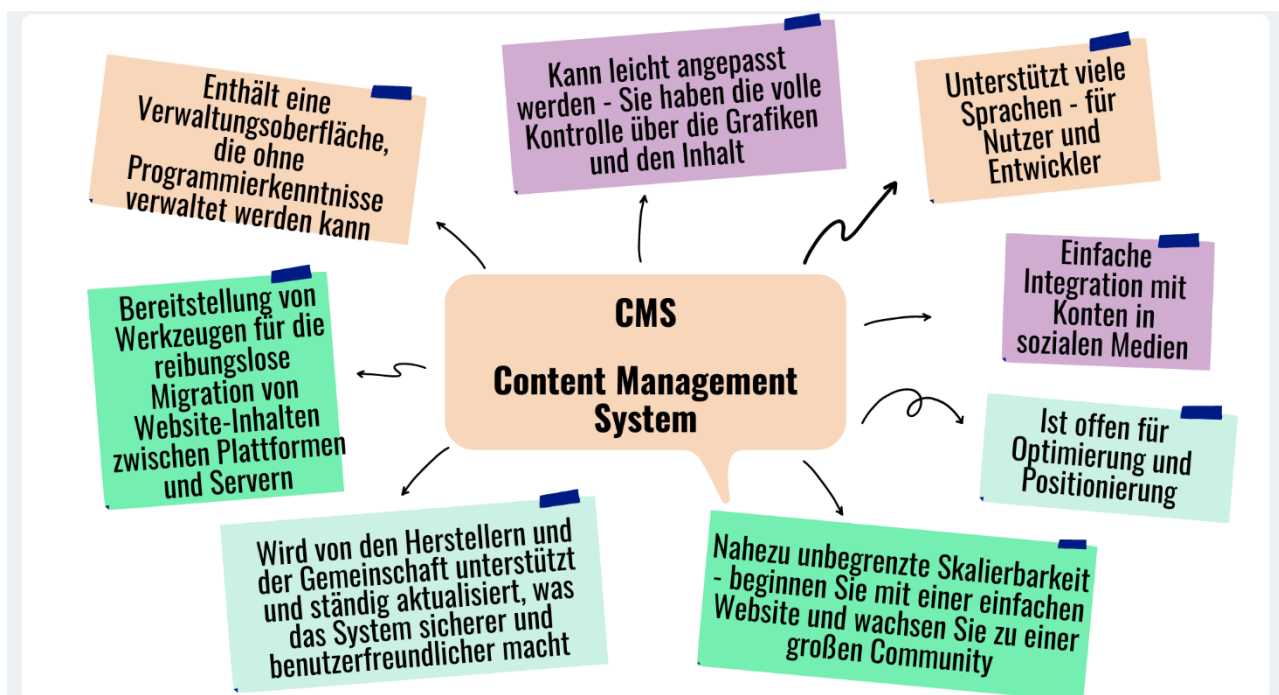 Enthält eine
Verwaltungsoberfläche,
die ohne
Programmierkenntnisse
verwaltet werden kann
Kann leicht angepasst
werden - Sie haben die volle
Kontrolle über die Grafiken
und den Inhalt
Unterstützt viele
Sprachen - für
Nutzer und
Entwickler
Bereitstellung von
Werkzeugen für die
reibungslose
Migration von
Website-Inhalten
zwischen Plattformen
und Servern
CMS
Content Management
System
Einfache
Integration mit
Konten in
sozialen Medien
Ist offen für
Optimierung und
Positionierung
Wird von den Herstellern und
der Gemeinschaft unterstützt
und ständig aktualisiert, was
das System sicherer und
benutzerfreundlicher macht
Nahezu unbegrenzte Skalierbarkeit
- beginnen Sie mit einer einfachen
Website und wachsen Sie zu einer
großen Community